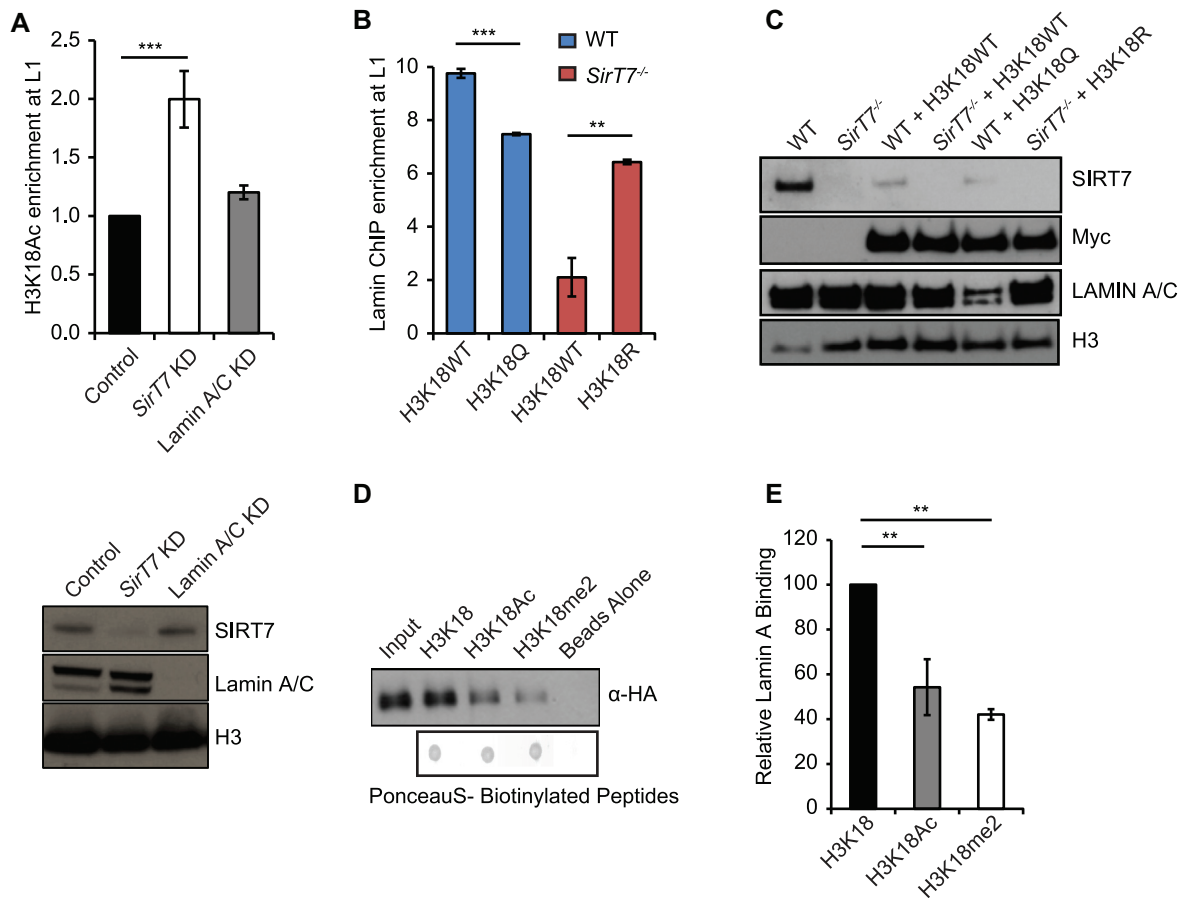 A
H3K18Ac enrichment at L1
2.5
2.0
1.5
1.0
0.5
0.0
***
Control
SirT7 KD
Lamin A/C KD
Control
SirT7 KD
Lamin A/C KD
SIRT7
Lamin A/C
H3
B
Lamin ChIP enrichment at L1
10
8
6
4
2
0
***
**
WT
SirT7-/-
H3K18WT
H3K18Q
H3K18WT
H3K18R
C
WT
SirT7-/-
WT + H3K18WT
SirT7-/- + H3K18WT
WT + H3K18Q
SirT7-/- + H3K18R
SIRT7
Myc
LAMIN A/C
H3
D
Input
H3K18
H3K18Ac
H3K18me2
Beads Alone
α-HA
PonceauS- Biotinylated Peptides
E
Relative Lamin A Binding
120
100
80
60
40
20
0
**
**
H3K18
H3K18Ac
H3K18me2